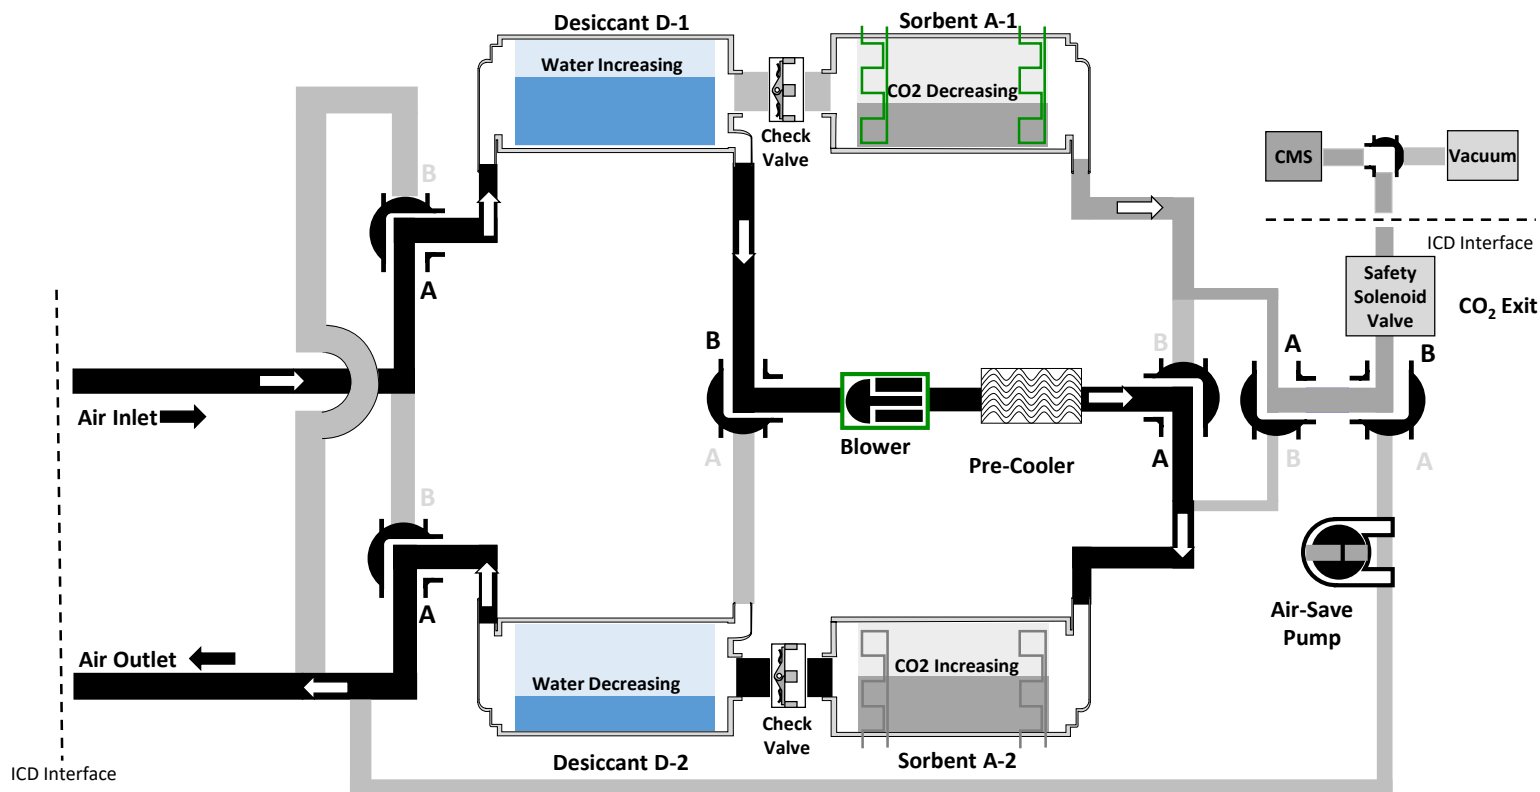 Desiccant D-1
Sorbent A-1
Water Increasing
CO2 Decreasing
Check
Valve
CMS
Vacuum
B
ICD Interface
A
Safety
Solenoid
Valve
CO2 Exit
B
B
A
B
Air Inlet
Blower
Pre-Cooler
A
A
B
A
B
A
Air-Save
Pump
Air Outlet
Water Decreasing
CO2 Increasing
Check
Valve
Desiccant D-2
Sorbent A-2
ICD Interface